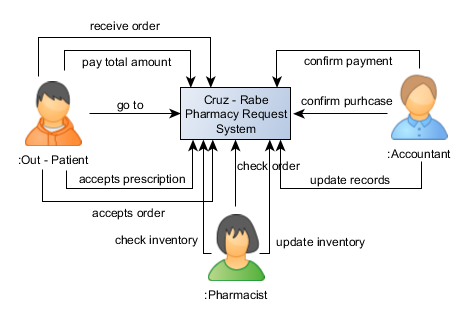 receive order
pay total amount
confirm payment
go to
Cruz - Rabe
Pharmacy Request
System
confirm purhcase
:Out - Patient
:Accountant
check order
accepts prescription
update records
accepts order
check inventory
update inventory
:Pharmacist